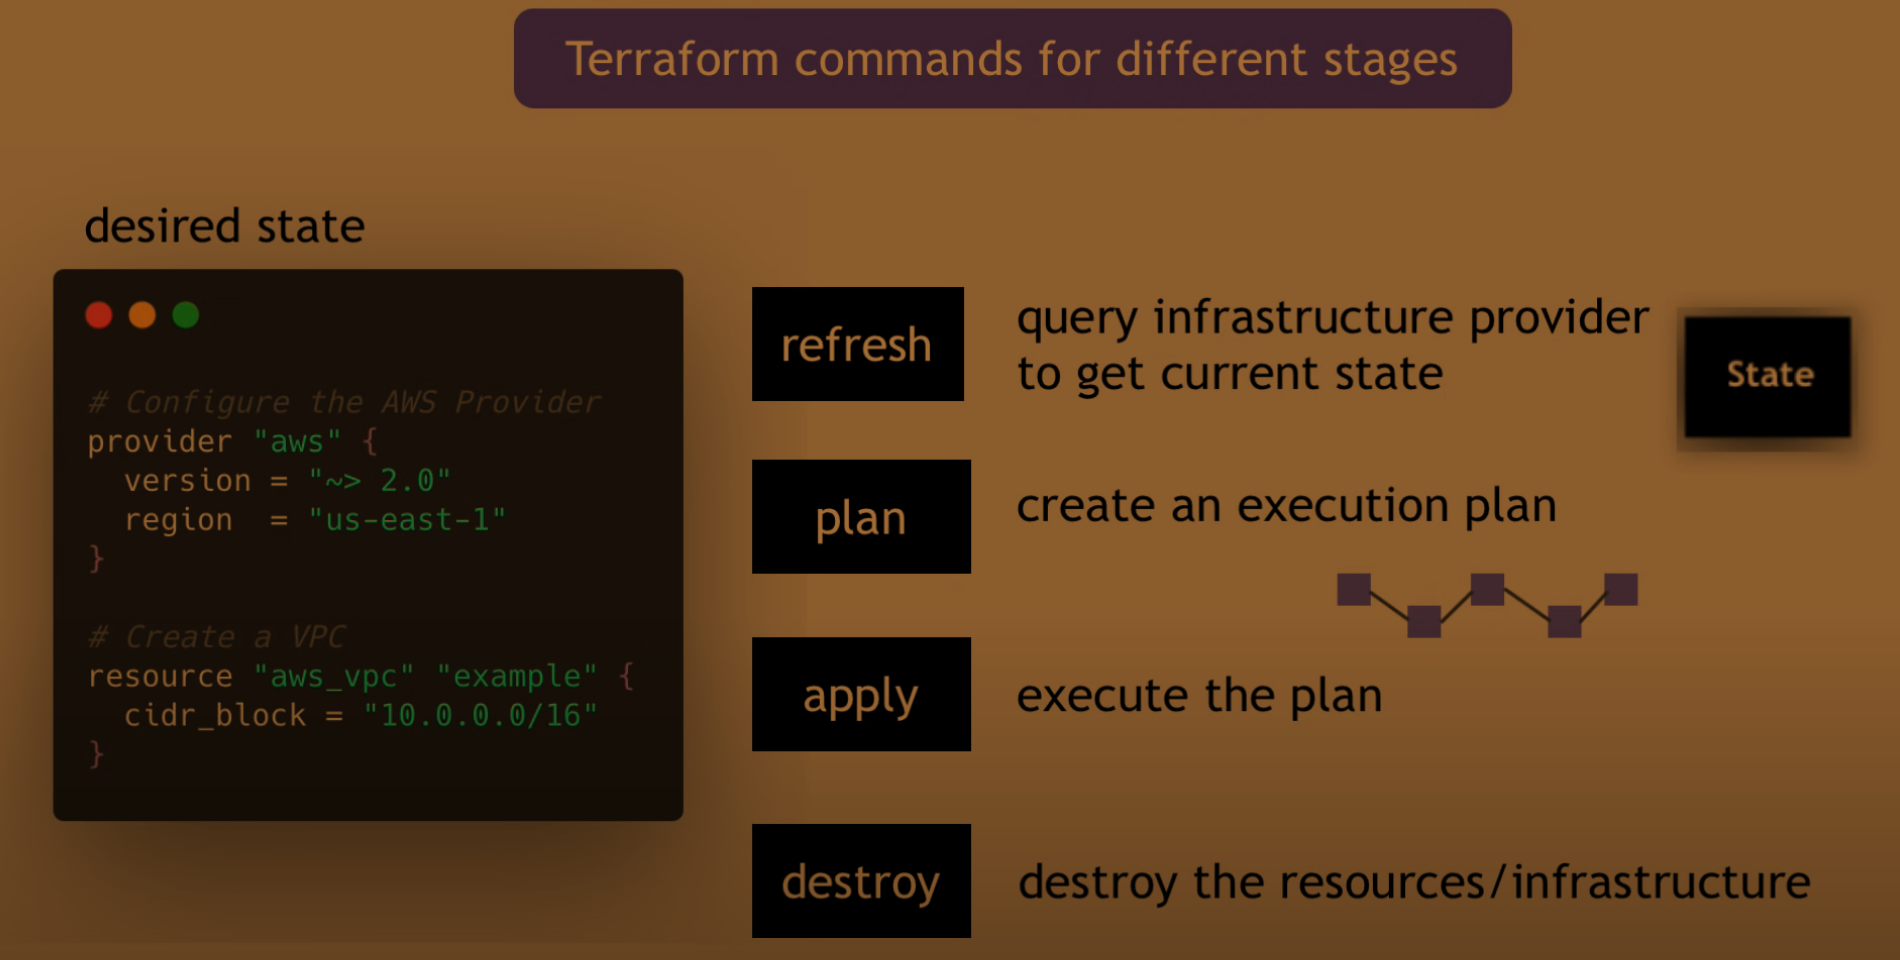 Terraform commands for different stages
desired state
# Configure the AWS Provider
provider "aws" {
  version = "~> 2.0"
  region  = "us-east-1"
}
# Create a VPC
resource "aws_vpc" "example" {
  cidr_block = "10.0.0.0/16"
}
refresh
query infrastructure provider
to get current state
State
plan
create an execution plan
apply
execute the plan
destroy
destroy the resources/infrastructure